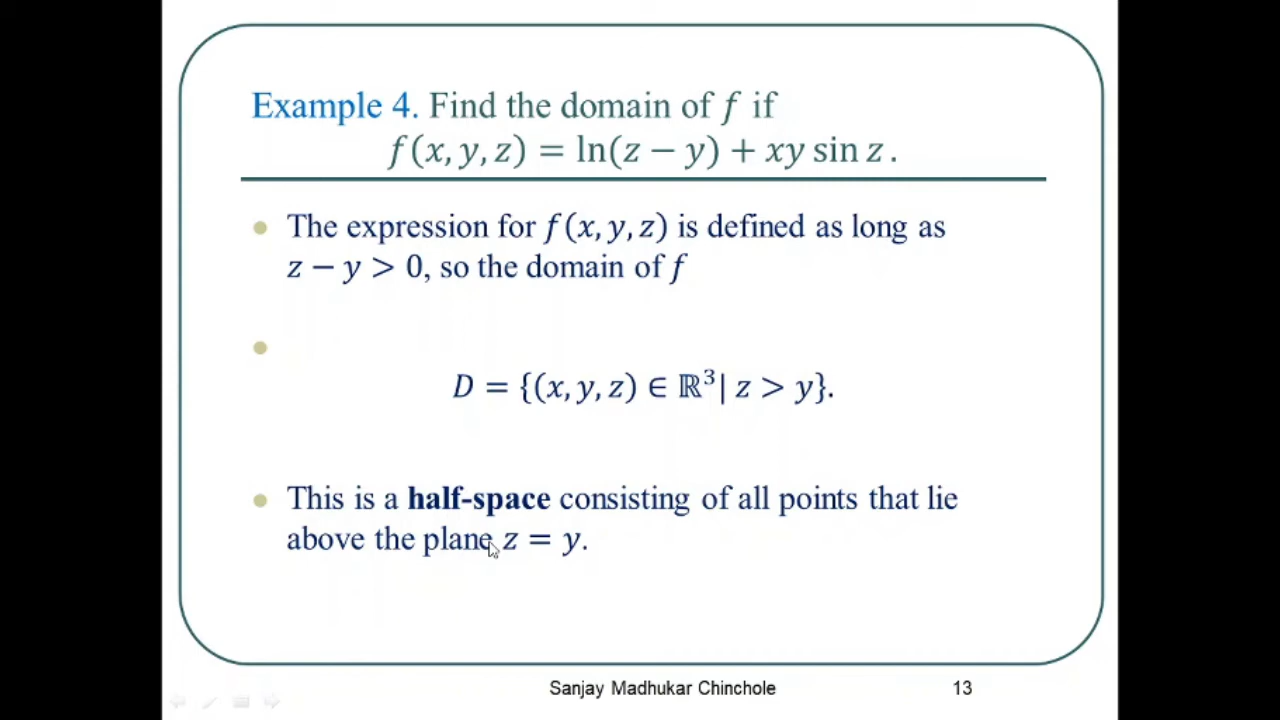 Example 4. Find the domain of f if
f(x, y, z) = ln(z − y) + xy sin z .
The expression for f(x, y, z) is defined as long as
z − y > 0, so the domain of f
D = {(x, y, z) ∈ ℝ³| z > y}.
This is a half-space consisting of all points that lie
above the plane z = y.
Sanjay Madhukar Chinchole 13